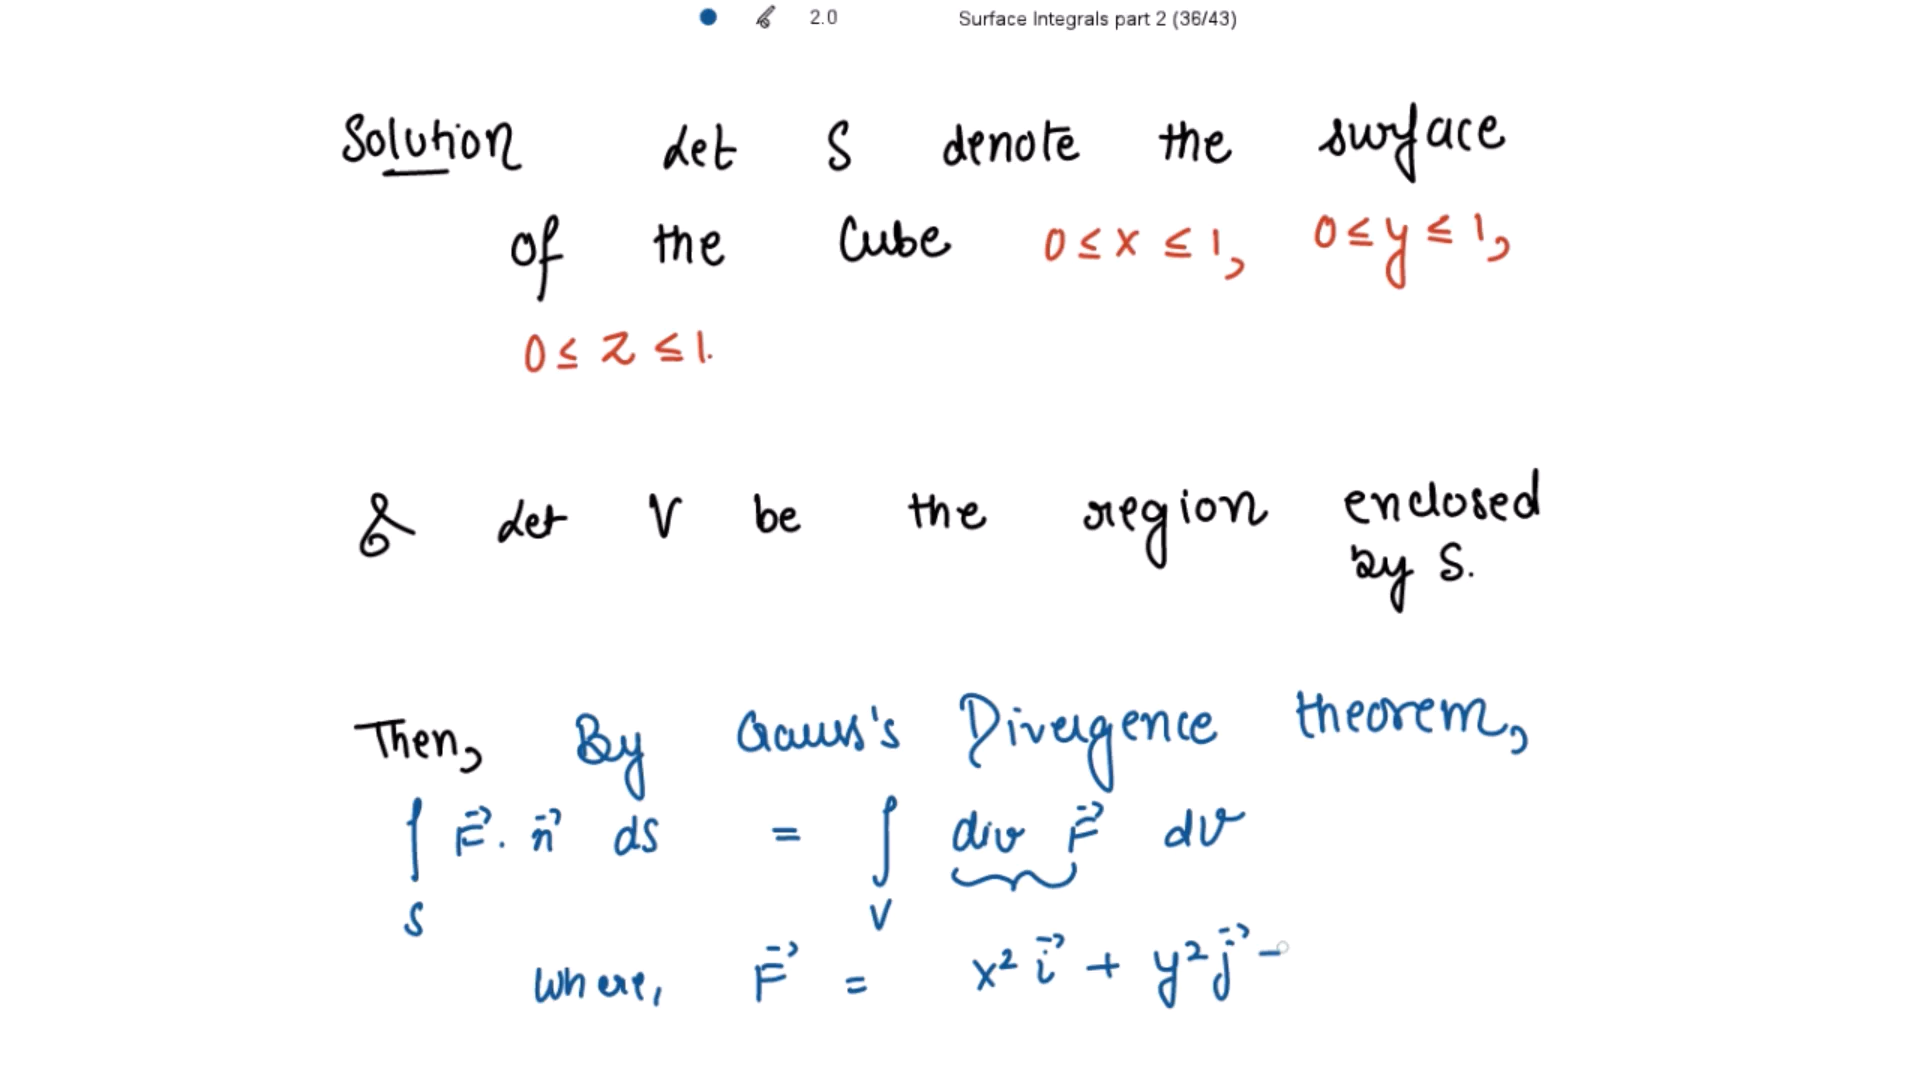 2.0 Surface Integrals part 2 (36/43)
Solution Let S denote the surface
of the Cube 0 ≤ x ≤ 1, 0 ≤ y ≤ 1,
0 ≤ z ≤ 1.
& Let V be the region enclosed
by S.
Then, By Gauss's Divergence theorem,
∫ F⃗ . n⃗ ds = ∫ div F⃗ dv
S V
where, F⃗ = x² i⃗ + y² j⃗ -